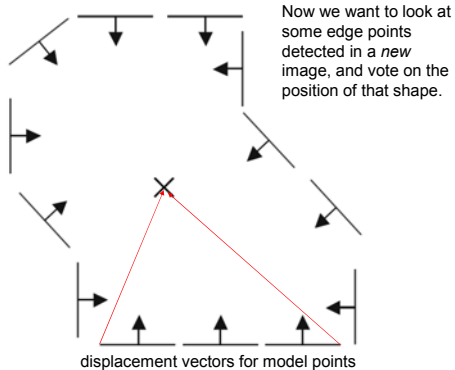 Now we want to look at
some edge points
detected in a new
image, and vote on the
position of that shape.
displacement vectors for model points